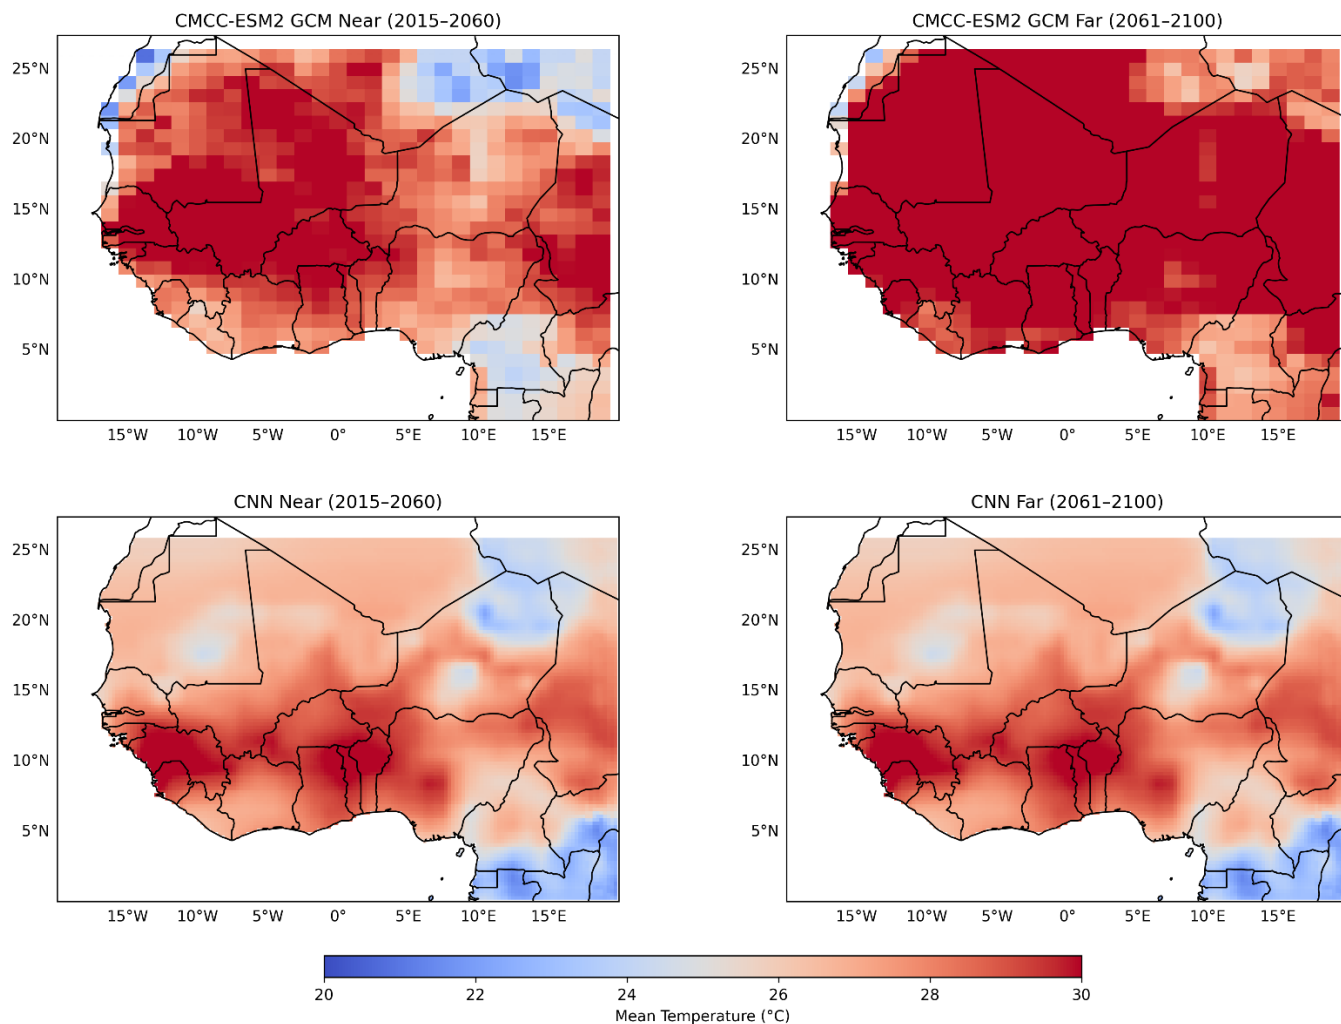 CMCC-ESM2 GCM Near (2015–2060)
CMCC-ESM2 GCM Far (2061–2100)
25°N
20°N
15°N
10°N
5°N
15°W 10°W 5°W 0° 5°E 10°E 15°E
25°N
20°N
15°N
10°N
5°N
15°W 10°W 5°W 0° 5°E 10°E 15°E
CNN Near (2015–2060)
CNN Far (2061–2100)
25°N
20°N
15°N
10°N
5°N
15°W 10°W 5°W 0° 5°E 10°E 15°E
25°N
20°N
15°N
10°N
5°N
15°W 10°W 5°W 0° 5°E 10°E 15°E
20 22 24 26 28 30
Mean Temperature (°C)